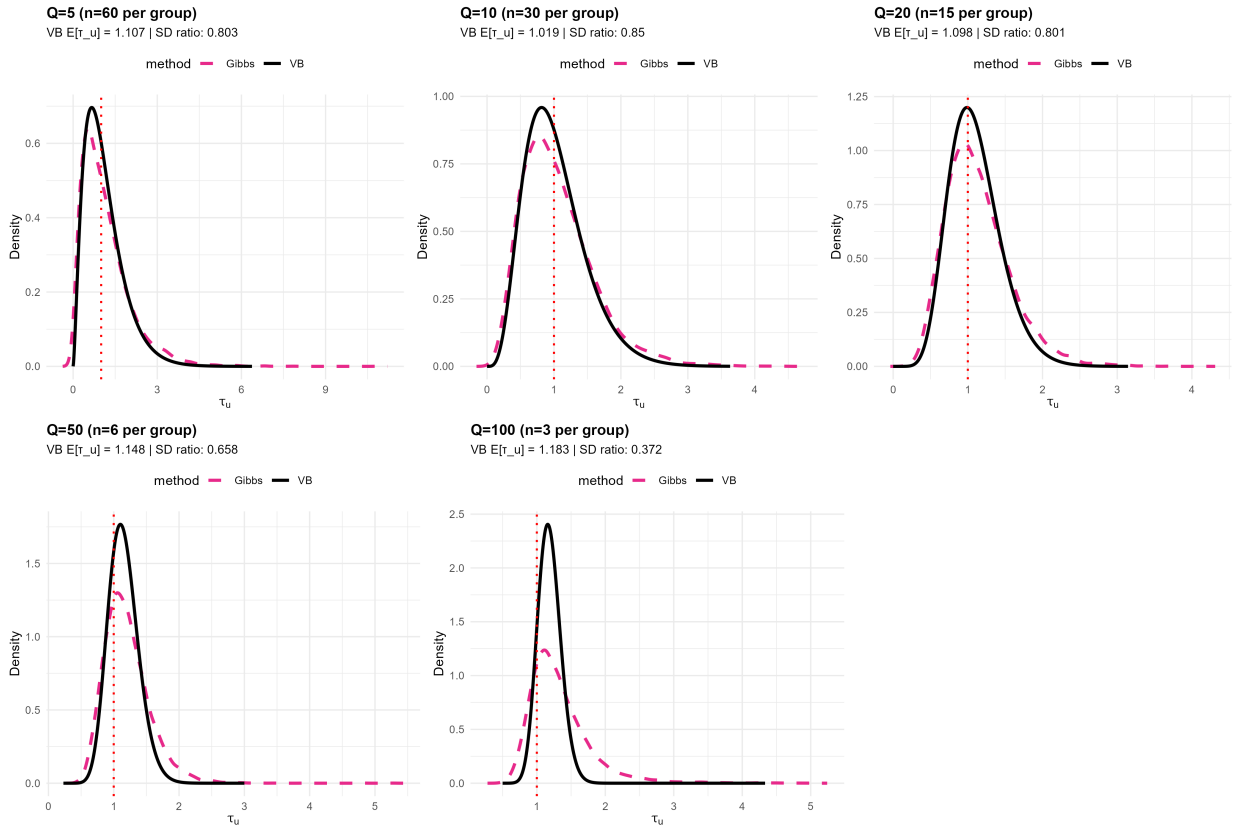 Q=5 (n=60 per group)
VB E[τ_u] = 1.107 | SD ratio: 0.803
method Gibbs VB
Density
0.6
0.4
0.2
0.0
0 3 6 9
τu
Q=10 (n=30 per group)
VB E[τ_u] = 1.019 | SD ratio: 0.85
method Gibbs VB
Density
1.00
0.75
0.50
0.25
0.00
0 1 2 3 4
τu
Q=20 (n=15 per group)
VB E[τ_u] = 1.098 | SD ratio: 0.801
method Gibbs VB
Density
1.25
1.00
0.75
0.50
0.25
0.00
0 1 2 3 4
τu
Q=50 (n=6 per group)
VB E[τ_u] = 1.148 | SD ratio: 0.658
method Gibbs VB
Density
1.5
1.0
0.5
0.0
0 1 2 3 4 5
τu
Q=100 (n=3 per group)
VB E[τ_u] = 1.183 | SD ratio: 0.372
method Gibbs VB
Density
2.5
2.0
1.5
1.0
0.5
0.0
1 2 3 4 5
τu